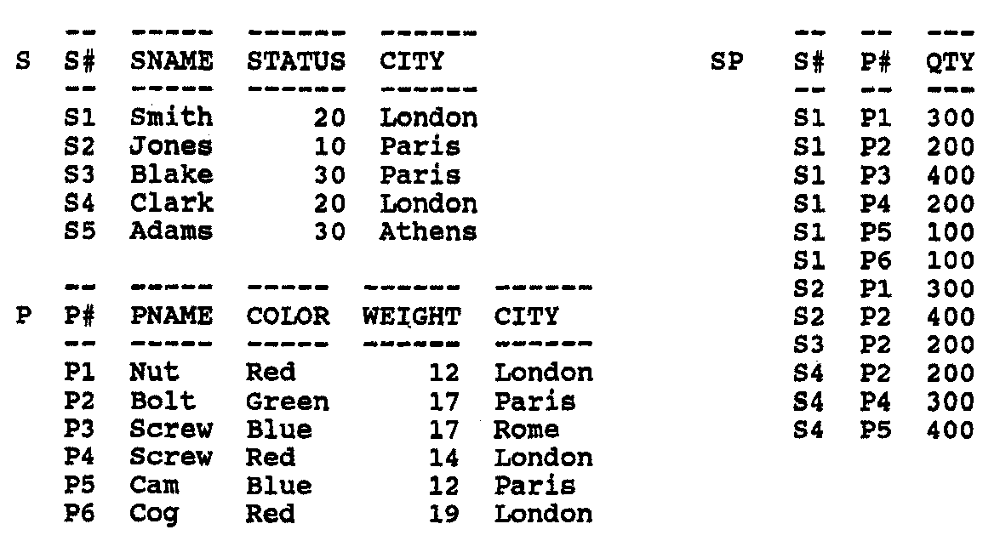 S S# SNAME STATUS CITY
S1 Smith 20 London
S2 Jones 10 Paris
S3 Blake 30 Paris
S4 Clark 20 London
S5 Adams 30 Athens
P P# PNAME COLOR WEIGHT CITY
P1 Nut Red 12 London
P2 Bolt Green 17 Paris
P3 Screw Blue 17 Rome
P4 Screw Red 14 London
P5 Cam Blue 12 Paris
P6 Cog Red 19 London
SP S# P# QTY
S1 P1 300
S1 P2 200
S1 P3 400
S1 P4 200
S1 P5 100
S1 P6 100
S2 P1 300
S2 P2 400
S3 P2 200
S4 P2 200
S4 P4 300
S4 P5 400